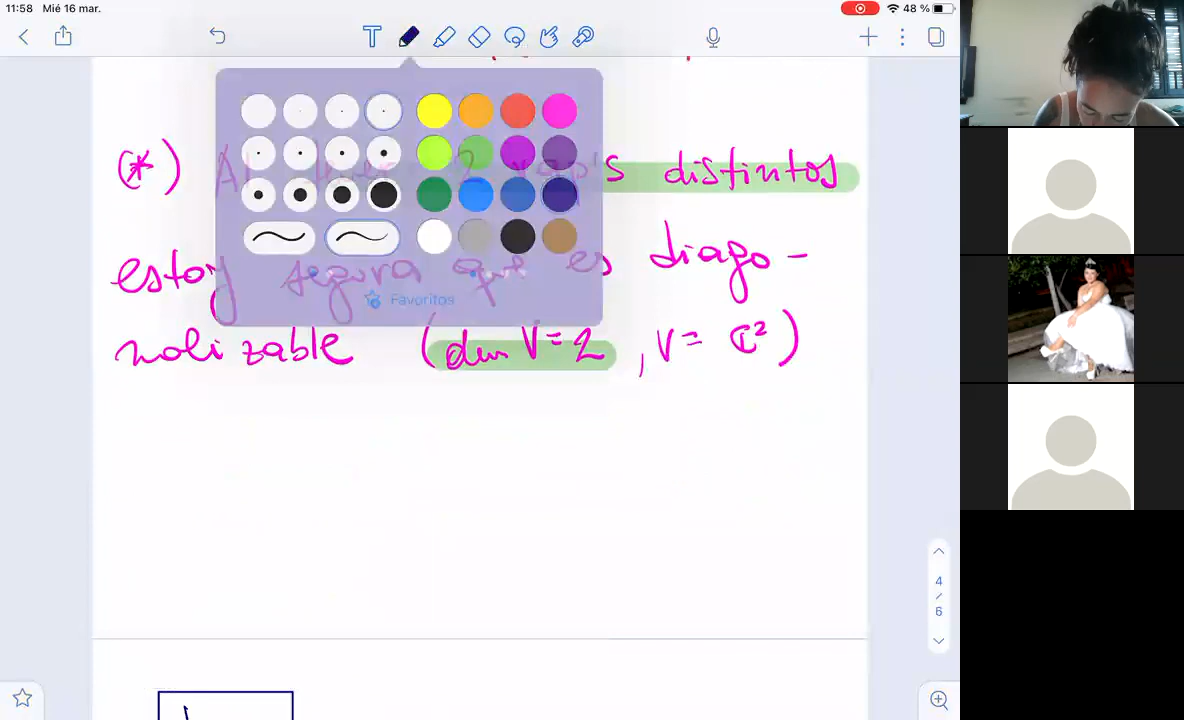 11:58 Mié 16 mar.
48 %
T
(*) Al tener 2 vap's distintos
estoy segura que es diago-
nalizable (dim V = 2, V = ℂ²)
Favoritos
4
/
6